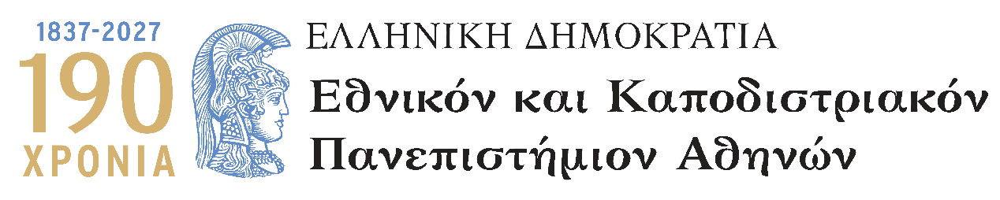 1837-2027
190
ΧΡΟΝΙΑ
ΕΛΛΗΝΙΚΗ ΔΗΜΟΚΡΑΤΙΑ
Εθνικόν και Καποδιστριακόν
Πανεπιστήμιον Αθηνών